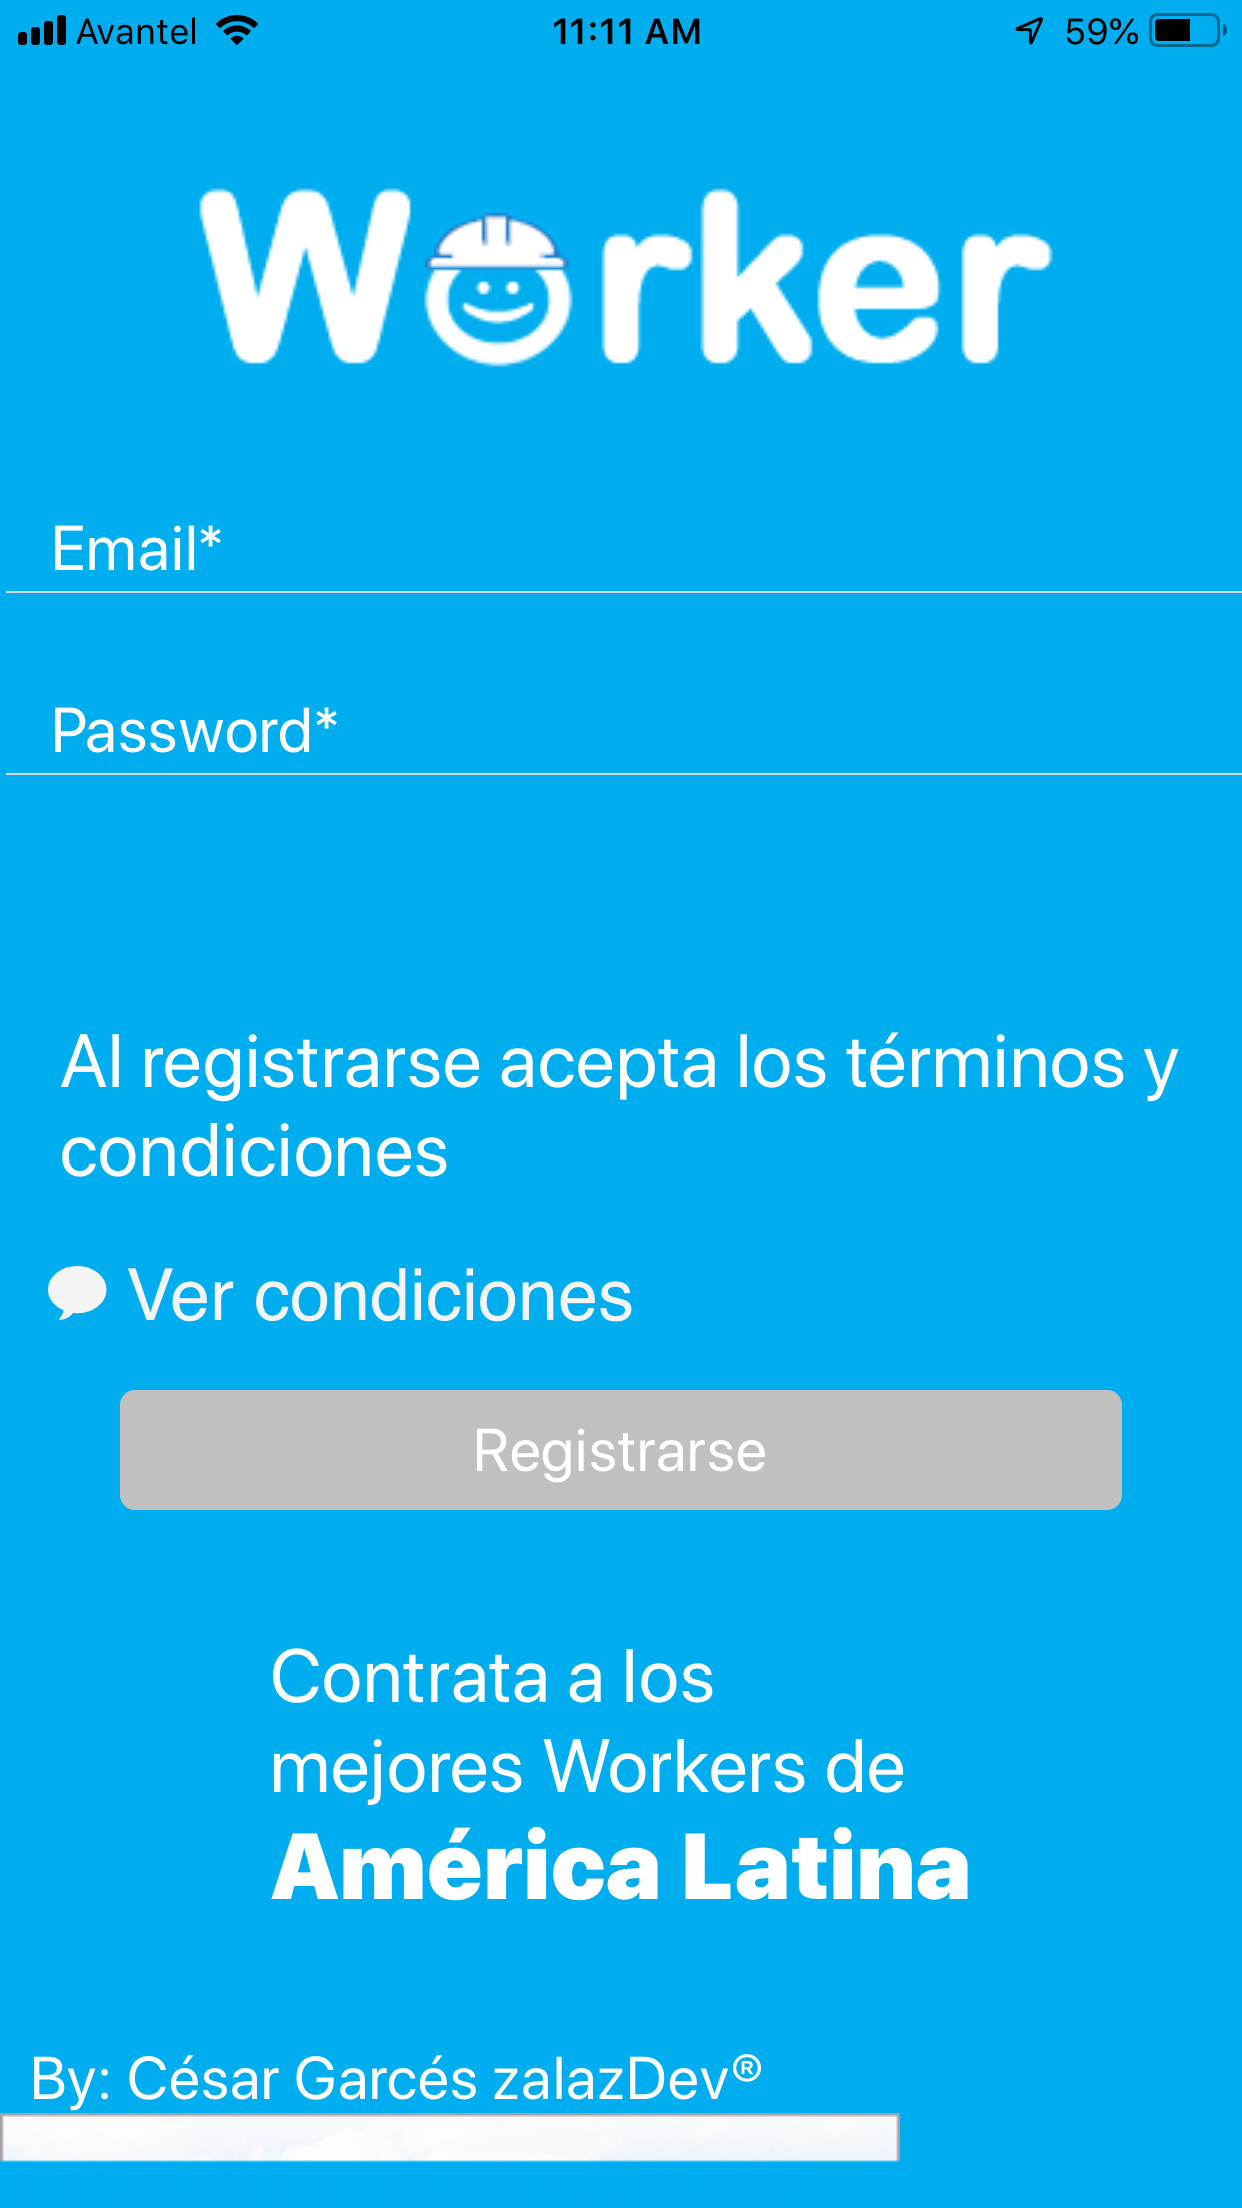 Avantel 11:11 AM 59%
Worker
Email*
Password*
Al registrarse acepta los términos y
condiciones
Ver condiciones
Registrarse
Contrata a los
mejores Workers de
América Latina
By: César Garcés zalazDev®